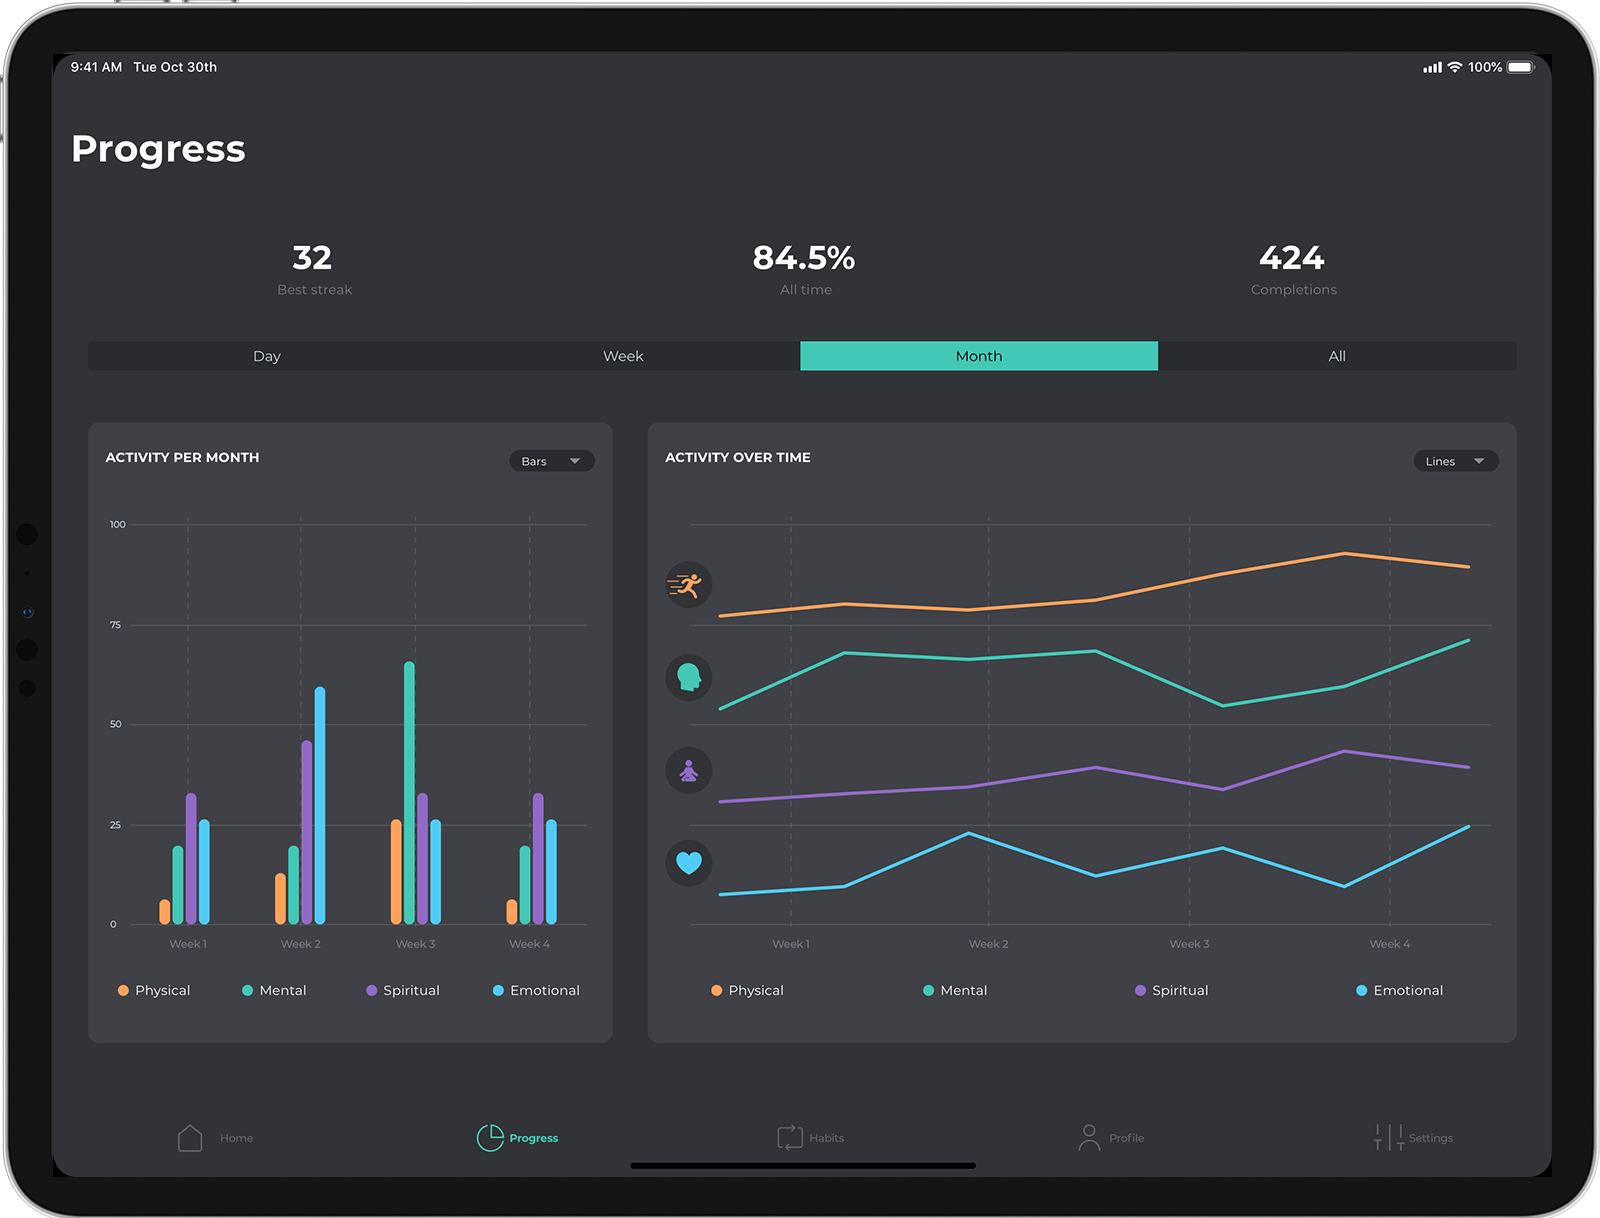 9:41 AM Tue Oct 30th
100%
Progress
32
84.5%
424
Best streak
All time
Completions
Day
Week
Month
All
ACTIVITY PER MONTH
Bars
100
75
50
25
0
Week 1
Week 2
Week 3
Week 4
Physical
Mental
Spiritual
Emotional
ACTIVITY OVER TIME
Lines
Week 1
Week 2
Week 3
Week 4
Physical
Mental
Spiritual
Emotional
Home
Progress
Habits
Profile
Settings